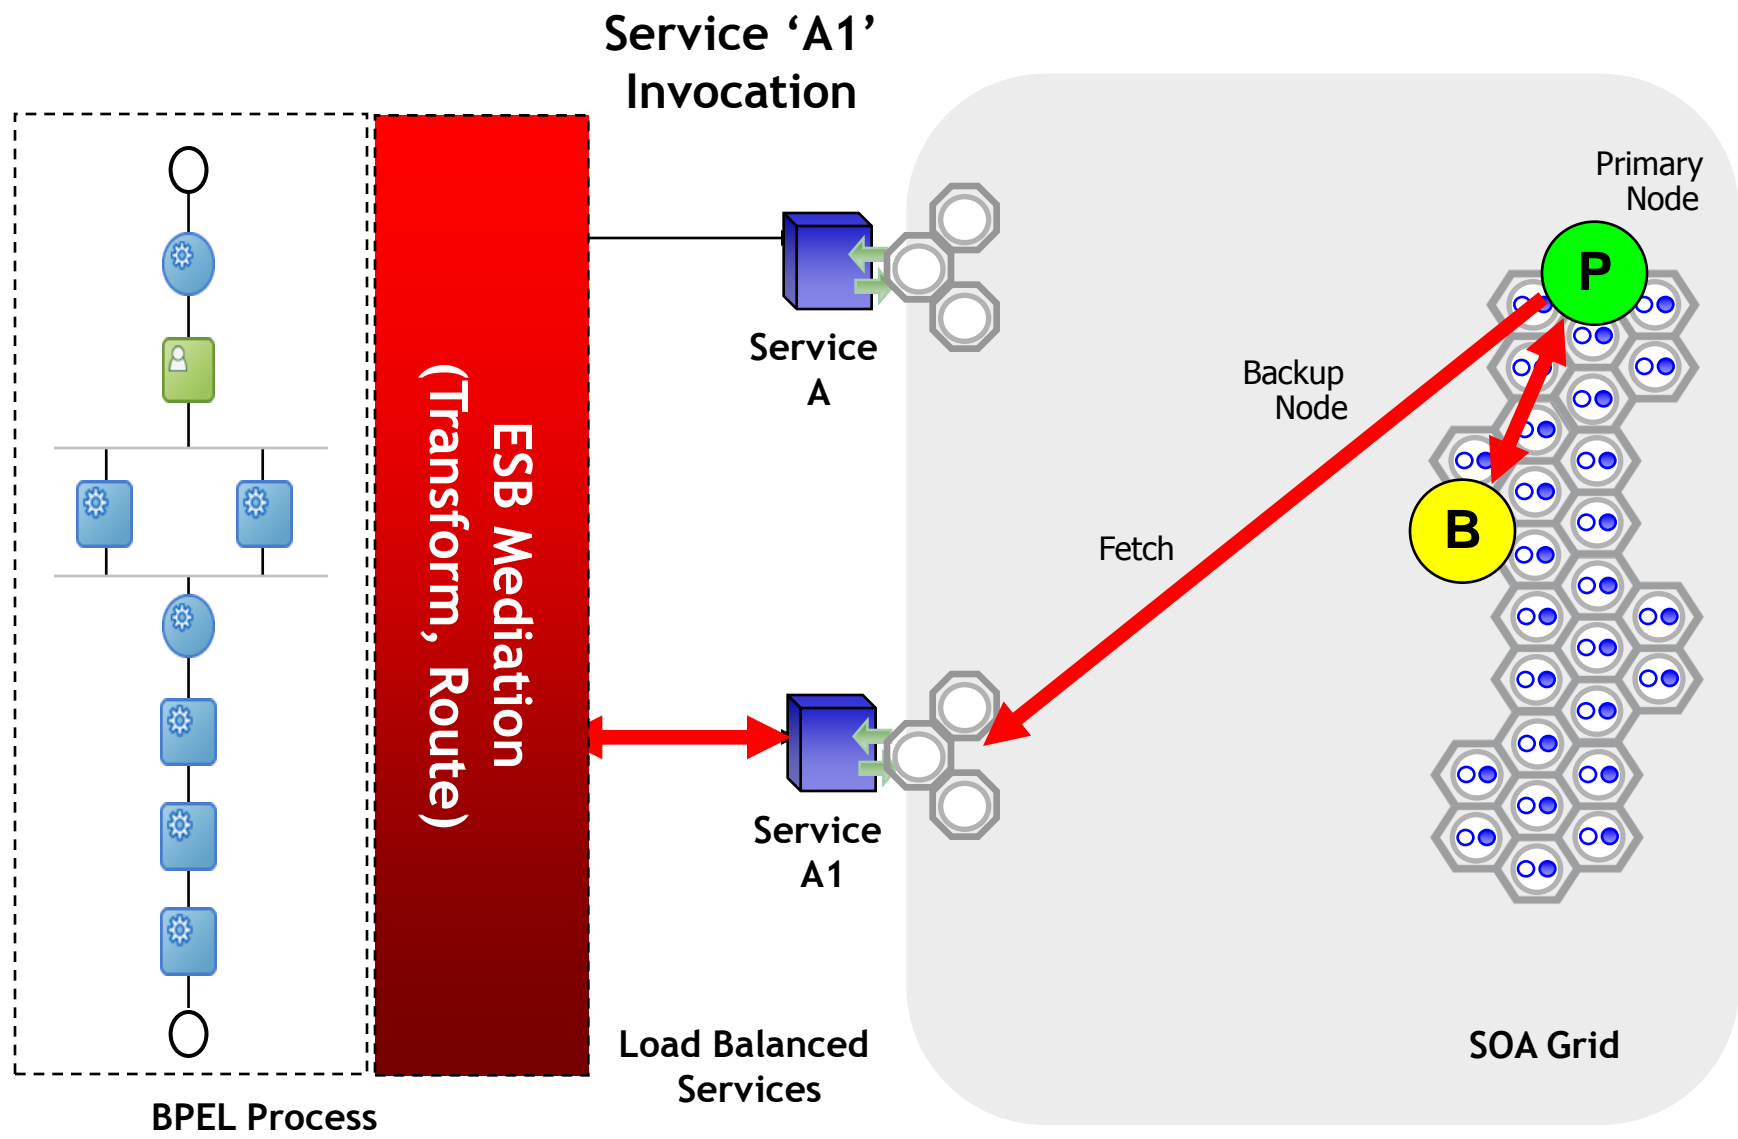 Service ‘A1’
Invocation
Primary
Node
P
Service
A
Backup
Node
B
Fetch
ESB Mediation
(Transform, Route)
Service
A1
Load Balanced
Services
SOA Grid
BPEL Process